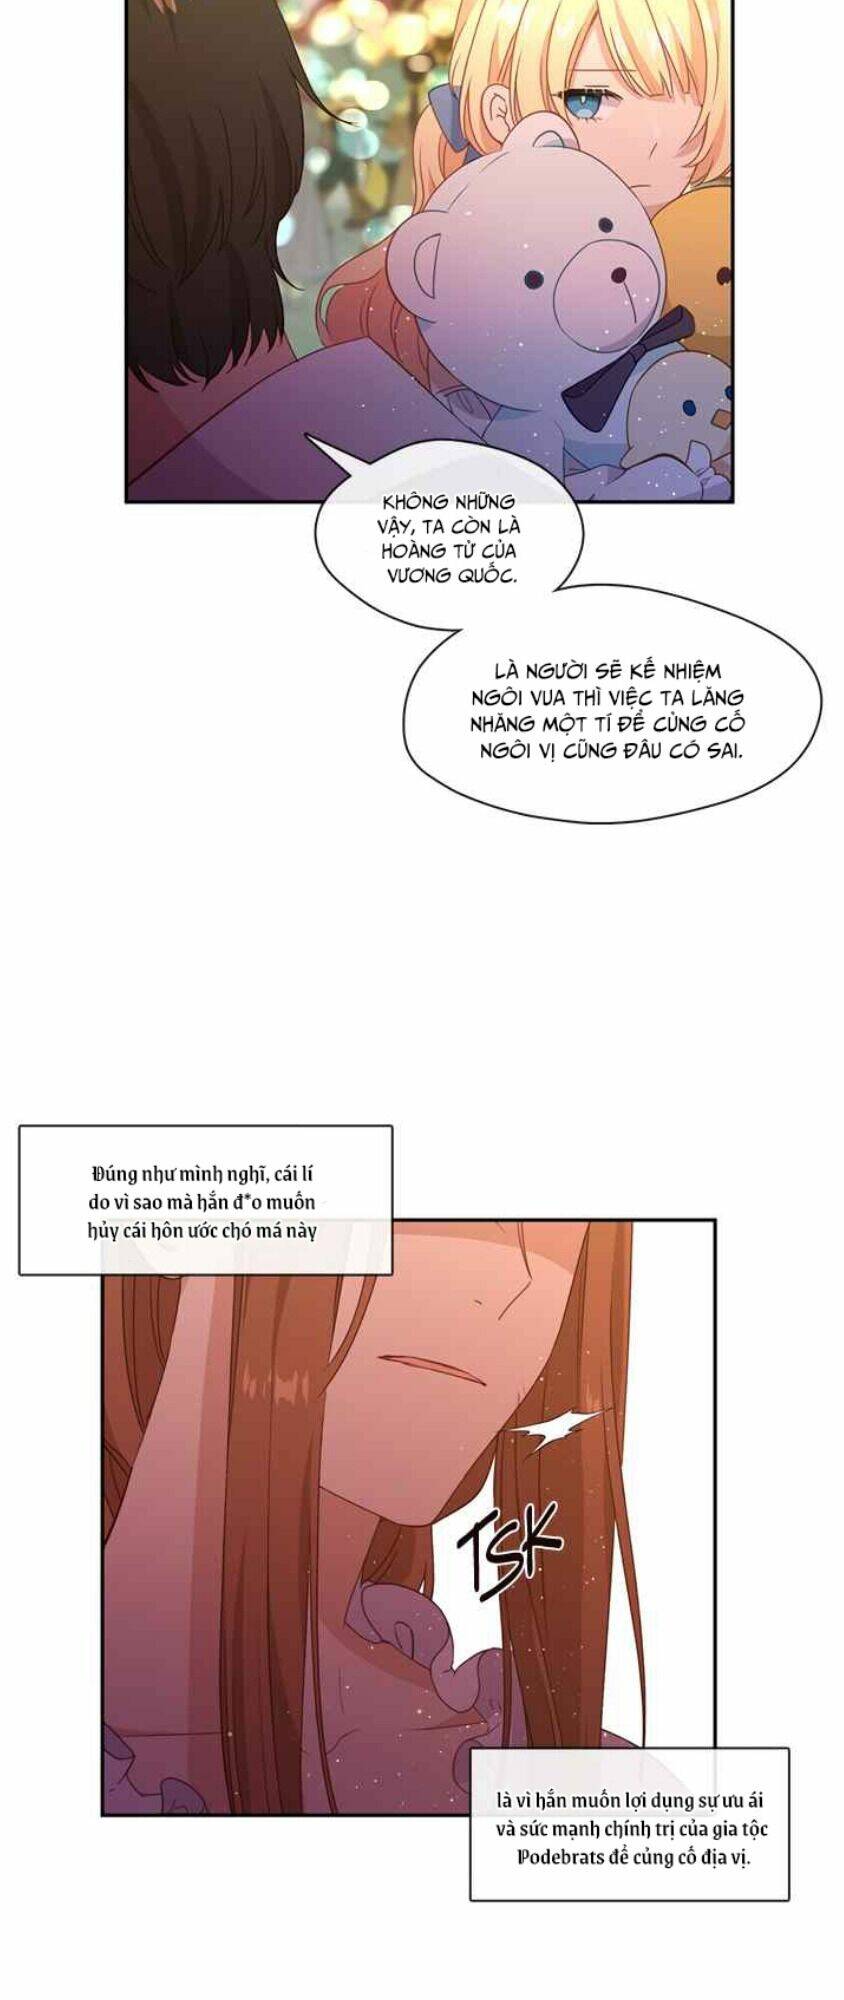 KHÔNG NHỮNG
VẬY, TA CÒN LÀ
HOÀNG TỬ CỦA
VƯƠNG QUỐC.
LÀ NGƯỜI SẼ KẾ NHIỆM
NGÔI VUA THÌ VIỆC TA LĂNG
NHĂNG MỘT TÍ ĐỂ CỦNG CỐ
NGÔI VỊ CŨNG ĐÂU CÓ SAI.
Đúng như mình nghĩ, cái lí
do vì sao mà hắn đ*o muốn
hủy cái hôn ước chó má này
TSK
là vì hắn muốn lợi dụng sự ưu ái
và sức mạnh chính trị của gia tộc
Podebrats để củng cố địa vị.